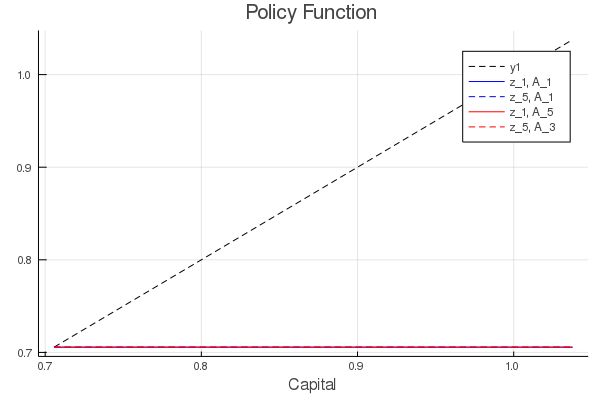 Policy Function
1.0
0.9
0.8
0.7
y1
z_1, A_1
z_5, A_1
z_1, A_5
z_5, A_3
0.7 0.8 0.9 1.0
Capital